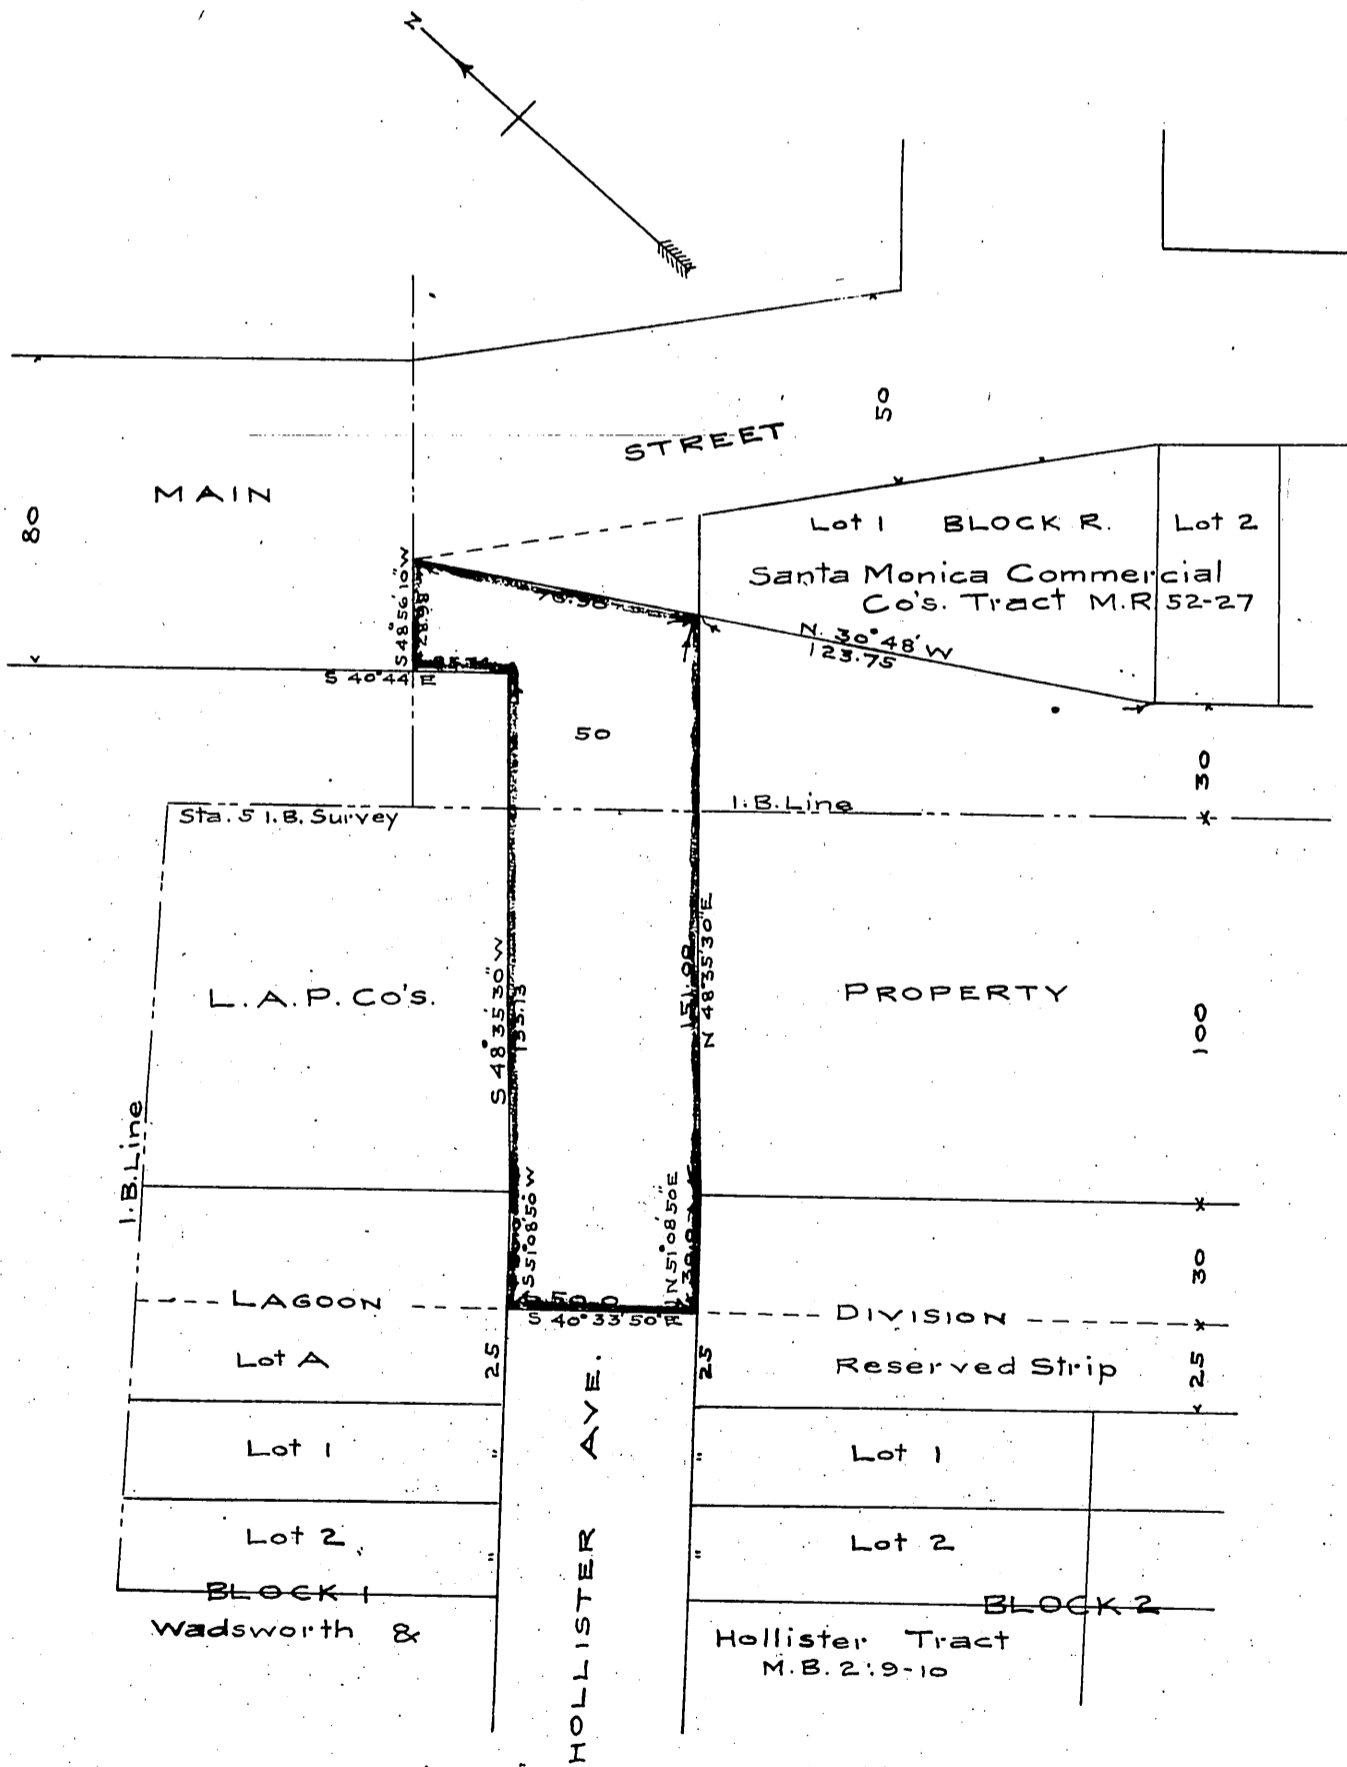 N
50
STREET
MAIN
80
Lot 1 BLOCK R. Lot 2
Santa Monica Commercial
Co's. Tract M.R 52-27
S 48°56'10"W
N. 30°48' W
123.75
S 40°44' E
50
30
I.B. Line
Sta. 5 I.B. Survey
L.A.P. CO'S.
S 48°35'30" W
133.13
151.00
N 48°35'30"E
PROPERTY
100
I.B. Line
S 51°08'50" W
N 51°08'50"E
30
LAGOON
DIVISION
S 40°33'50"E
Lot A
25
25
Reserved Strip
25
HOLLISTER AVE.
Lot 1
"
"
Lot 1
Lot 2
"
"
Lot 2
BLOCK 1
BLOCK 2
Wadsworth &
Hollister Tract
M.B. 2:9-10